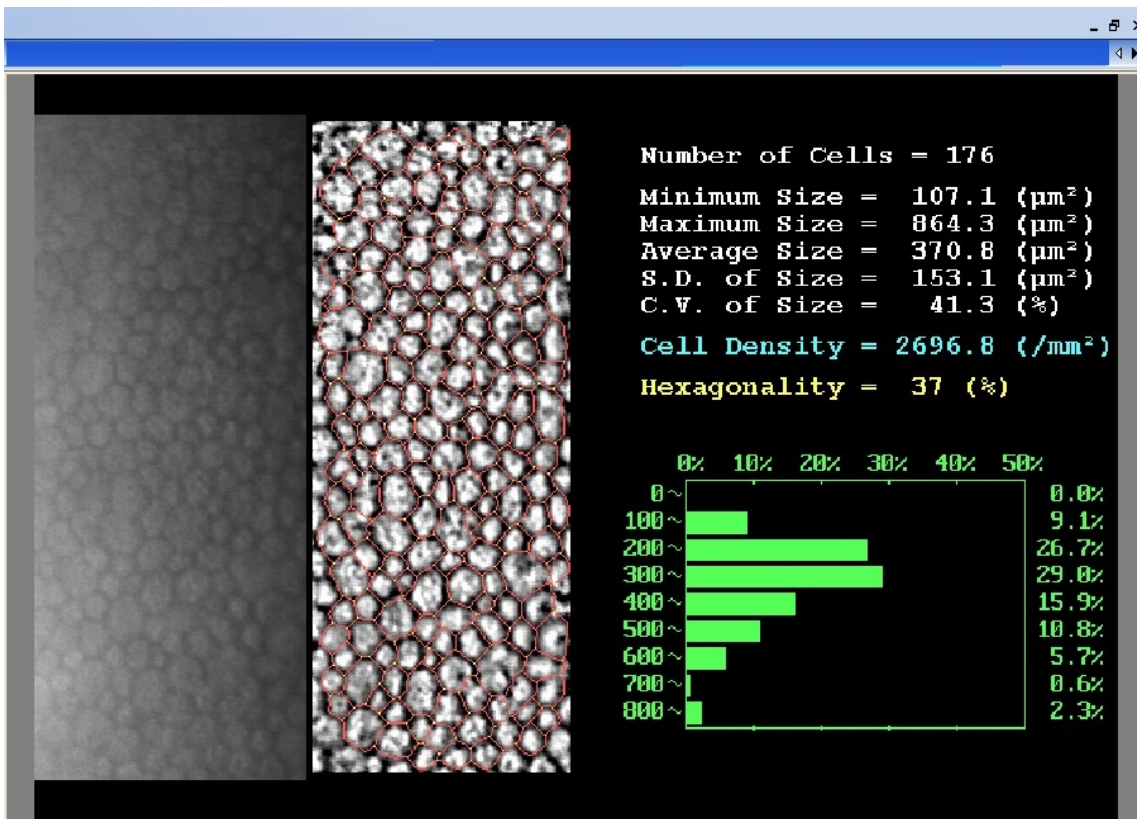 Number of Cells = 176
Minimum Size = 107.1 (µm²)
Maximum Size = 864.3 (µm²)
Average Size = 370.8 (µm²)
S.D. of Size = 153.1 (µm²)
C.V. of Size = 41.3 (%)
Cell Density = 2696.8 (/mm²)
Hexagonality = 37 (%)
0% 10% 20% 30% 40% 50%
0~ 0.0%
100~ 9.1%
200~ 26.7%
300~ 29.0%
400~ 15.9%
500~ 10.8%
600~ 5.7%
700~ 0.6%
800~ 2.3%